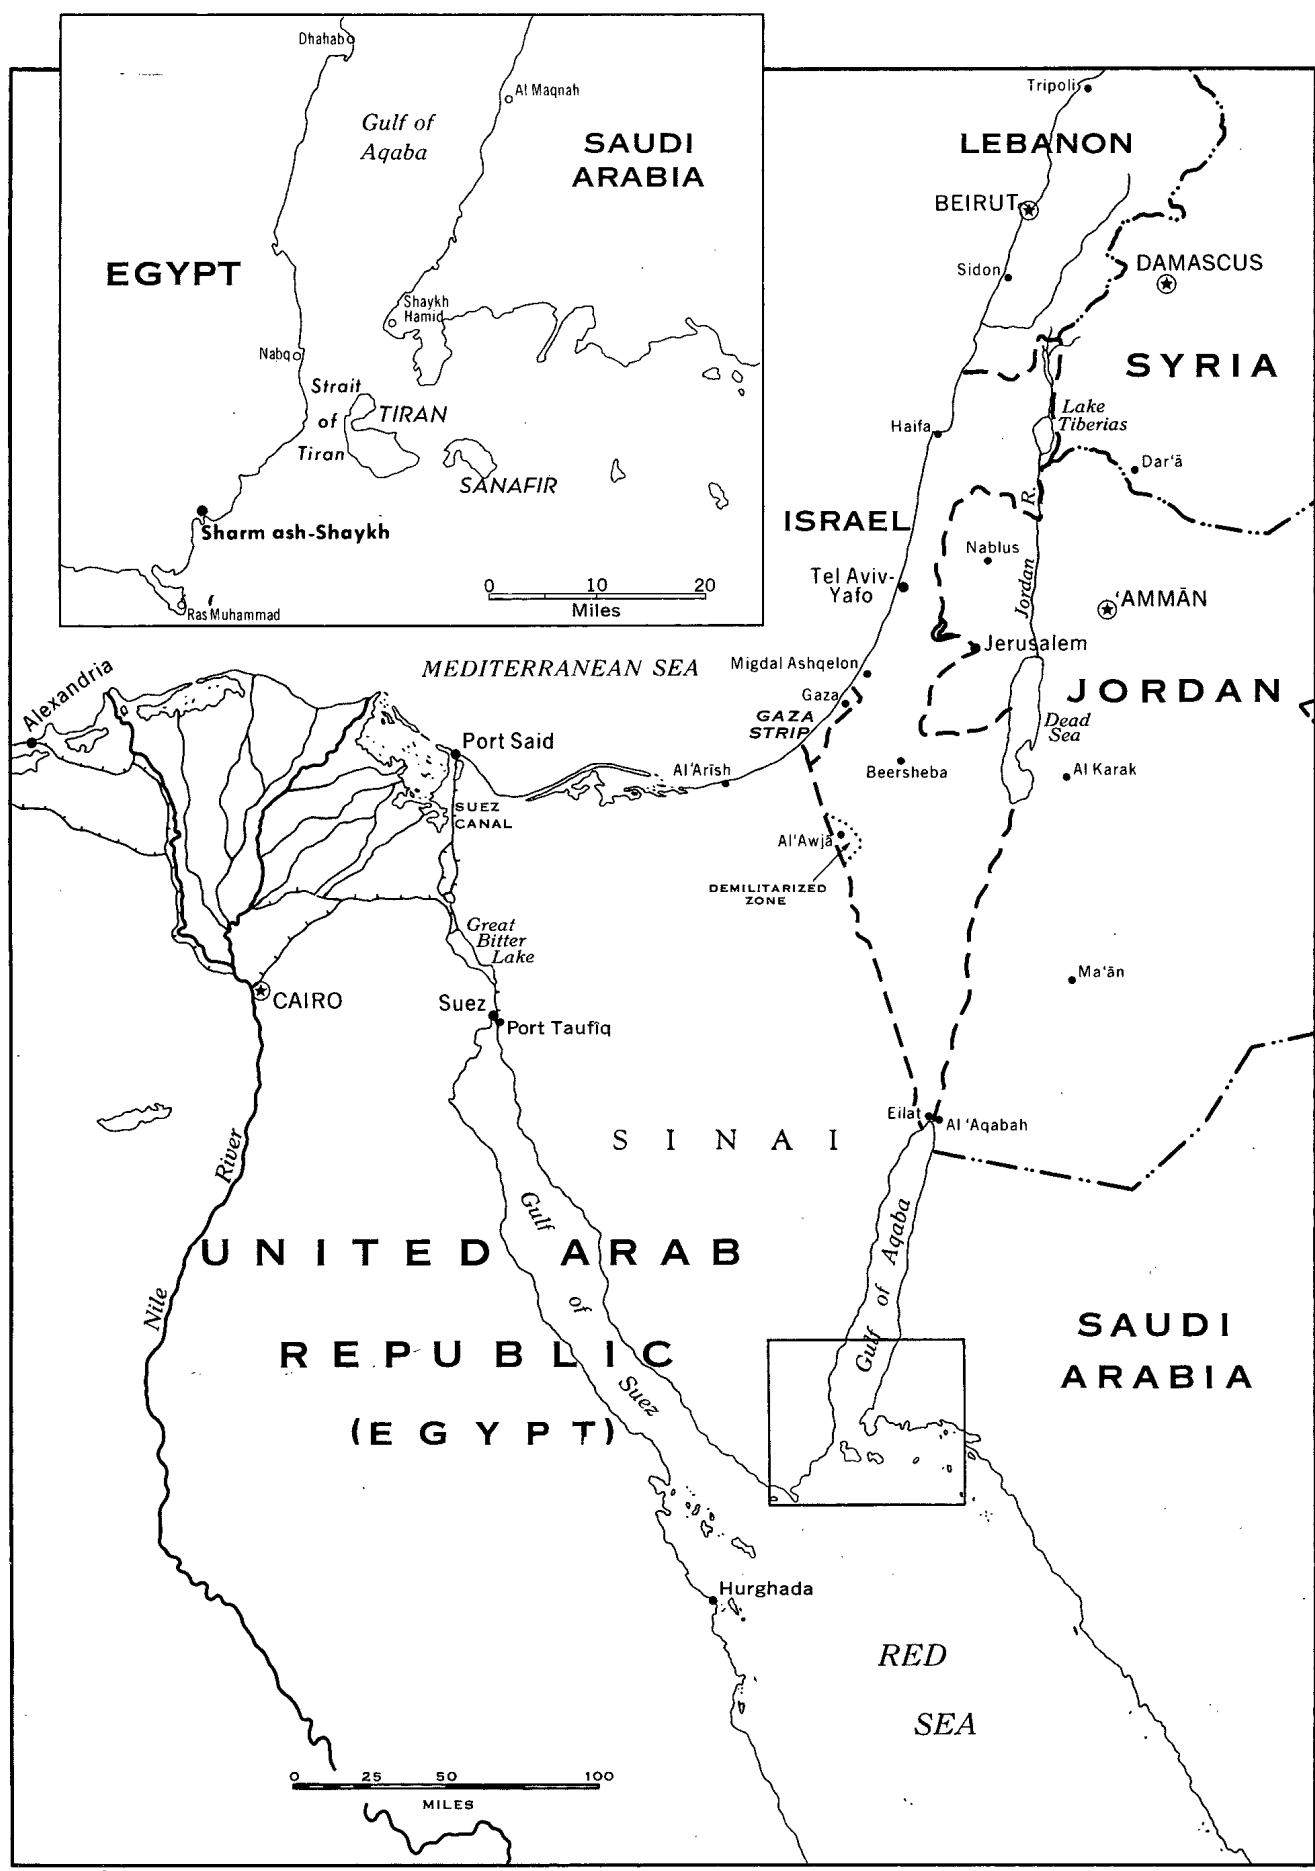 Dhahab
Al Maqnah
Gulf of
Aqaba
SAUDI
ARABIA
EGYPT
Shaykh
Hamid
Nabq
Strait
of
Tiran
TIRAN
SANAFIR
Sharm ash-Shaykh
Ras Muhammad
0 10 20
Miles
Tripoli
LEBANON
BEIRUT
Sidon
DAMASCUS
SYRIA
Lake
Tiberias
Haifa
Dar'ā
ISRAEL
Nablus
Jordan R.
Tel Aviv-
Yafo
'AMMĀN
Jerusalem
MEDITERRANEAN SEA
Migdal Ashqelon
Gaza
GAZA
STRIP
JORDAN
Dead
Sea
Alexandria
Port Said
Al 'Arīsh
Beersheba
Al Karak
SUEZ
CANAL
Al 'Awjā
DEMILITARIZED
ZONE
Great
Bitter
Lake
CAIRO
Suez
Port Taufīq
Ma'ān
Eilat
Al 'Aqabah
SINAI
Nile River
Gulf of Suez
Gulf of Aqaba
UNITED ARAB
REPUBLIC
(EGYPT)
SAUDI
ARABIA
Hurghada
RED
SEA
0 25 50 100
MILES